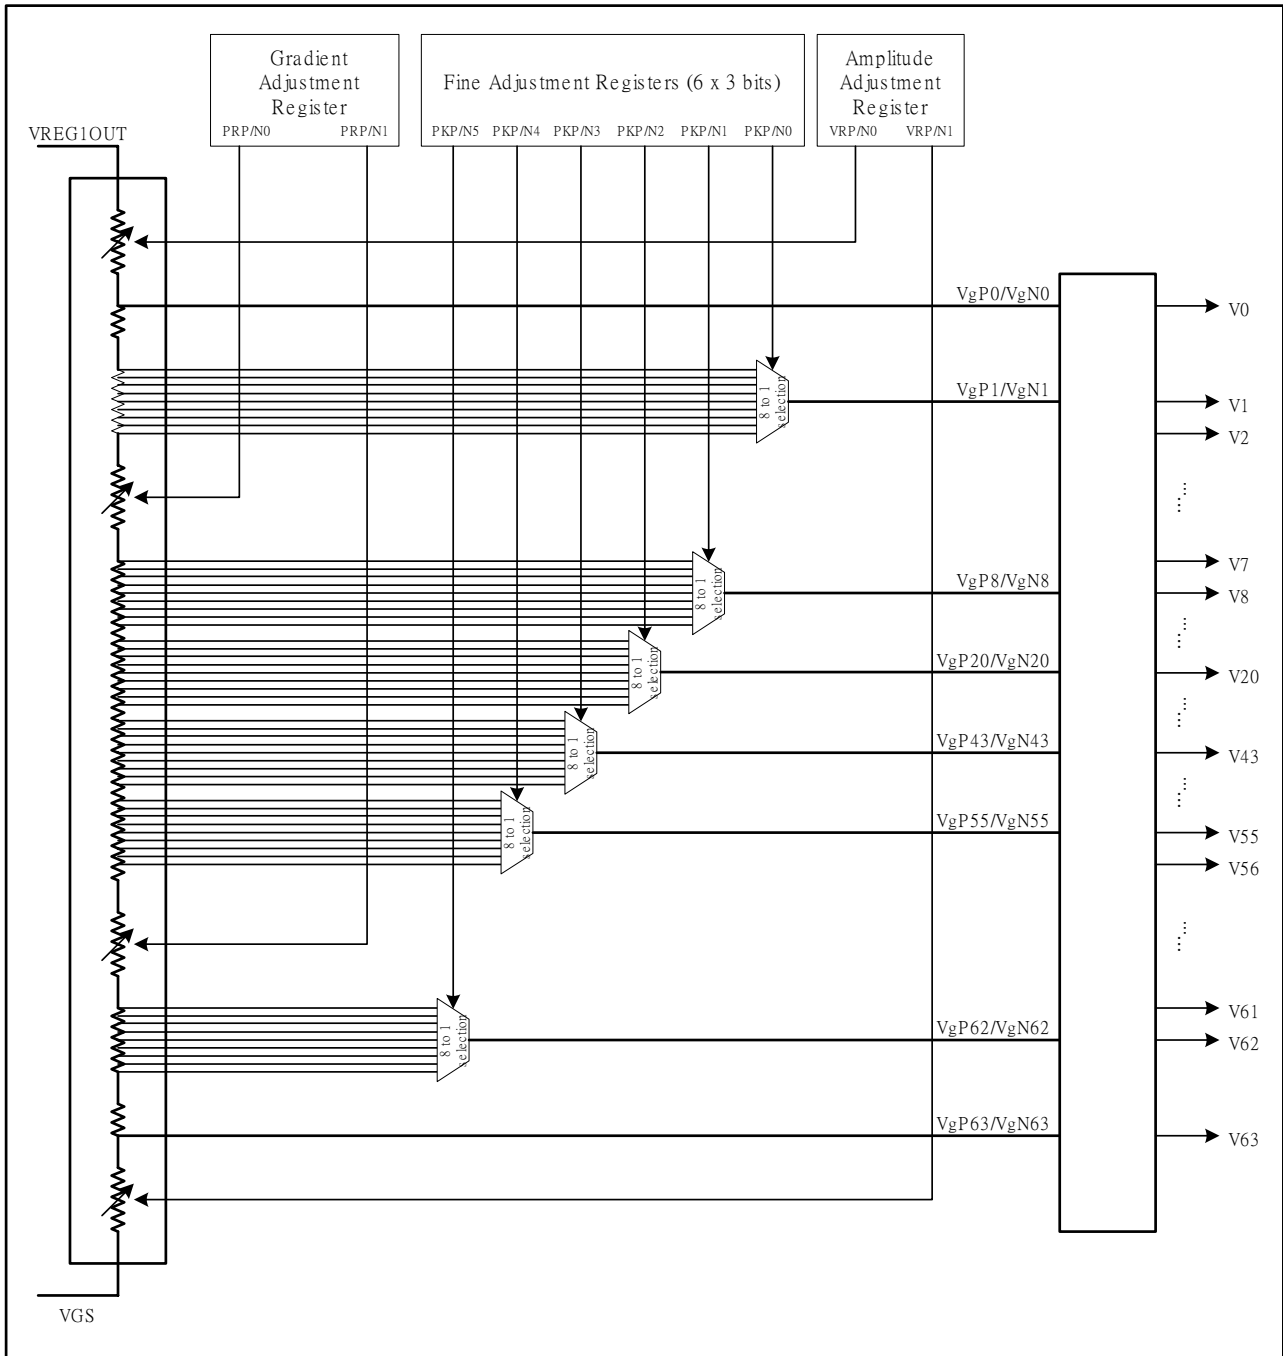 Gradient
Adjustment
Register
PRP/N0 PRP/N1
Fine Adjustment Registers (6 x 3 bits)
PKP/N5 PKP/N4 PKP/N3 PKP/N2 PKP/N1 PKP/N0
Amplitude
Adjustment
Register
VRP/N0 VRP/N1
VREG1OUT
VgP0/VgN0
V0
8 to 1
selection
VgP1/VgN1
V1
V2
.....
V7
8 to 1
selection
VgP8/VgN8
V8
.....
8 to 1
selection
VgP20/VgN20
V20
.....
8 to 1
selection
VgP43/VgN43
V43
.....
8 to 1
selection
VgP55/VgN55
V55
V56
.....
V61
8 to 1
selection
VgP62/VgN62
V62
VgP63/VgN63
V63
VGS